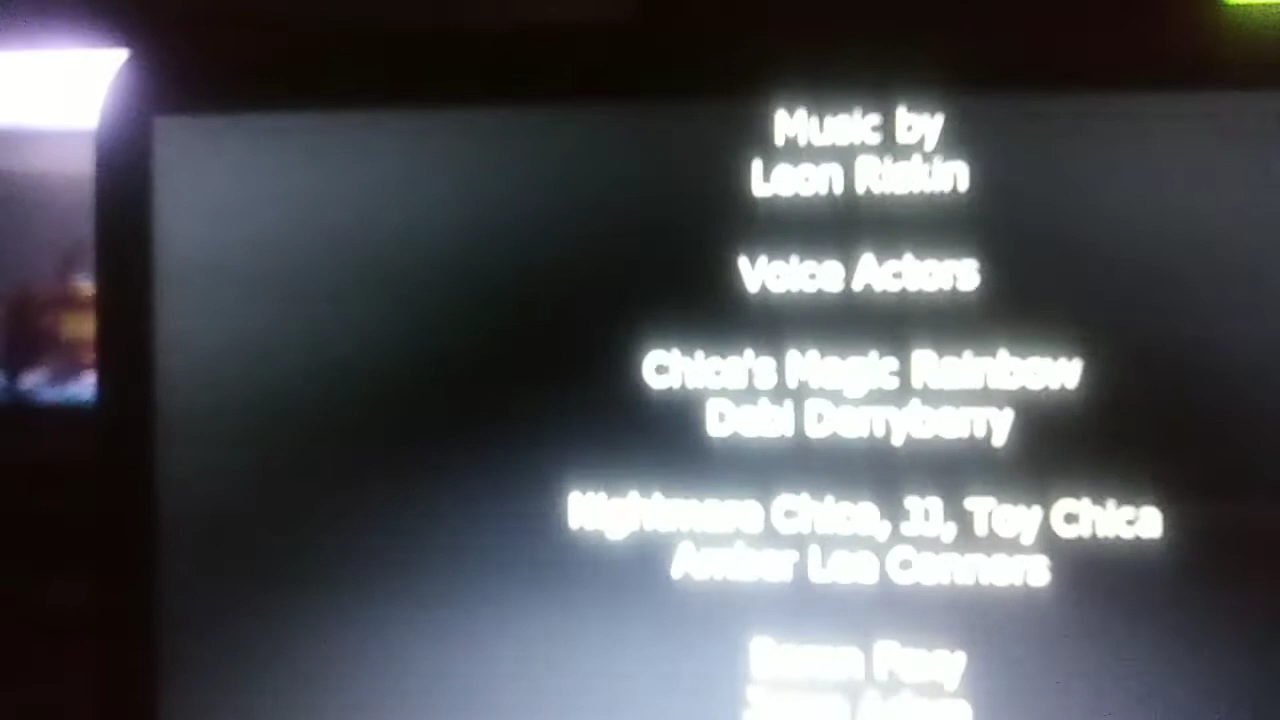 Music by
Leon Riskin
Voice Actors
Chica's Magic Rainbow
Debi Derryberry
Nightmare Chica, JJ, Toy Chica
Amber Lee Connors